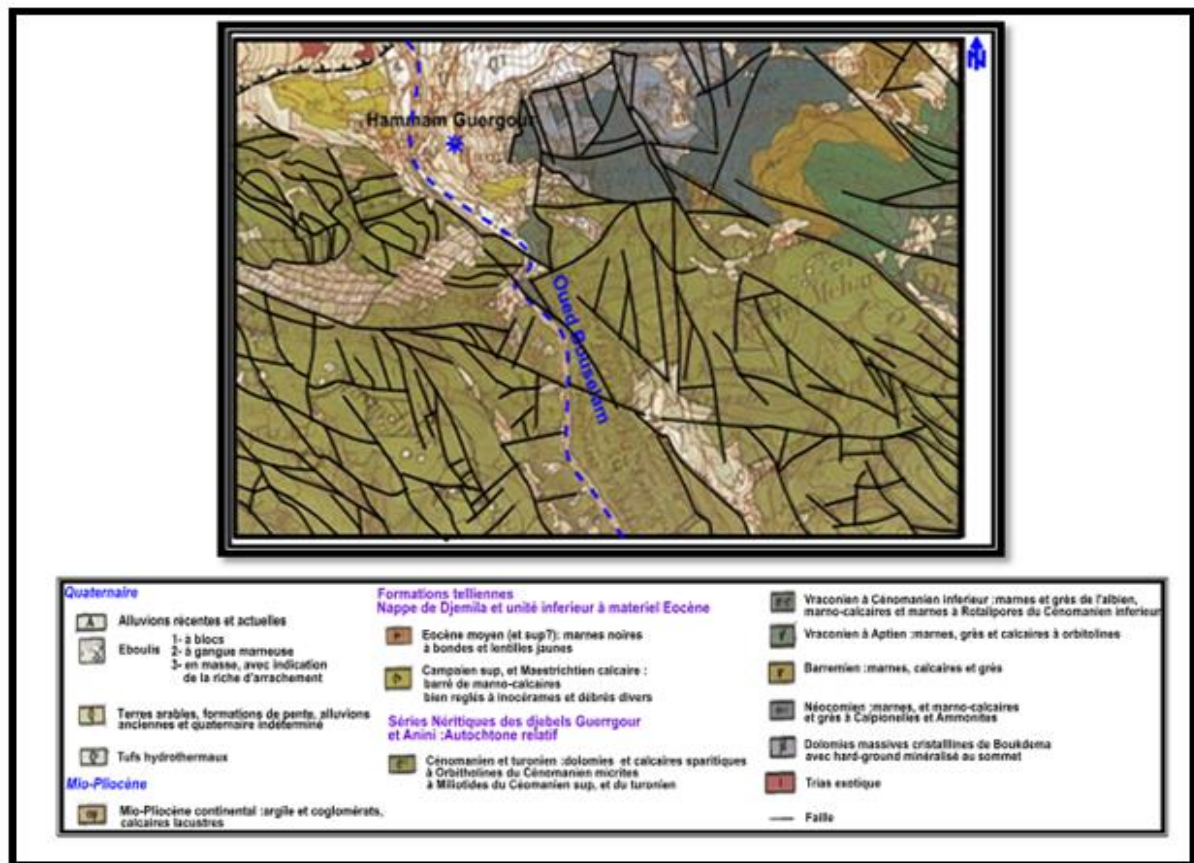 N
Hammam Guergour
Oued Bouselam
Quaternaire
A
Alluvions récentes et actuelles
Eboulis
1- à blocs
2- à gangue marneuse
3- en masse, avec indication
de la riche d'arrachement
Terres arables, formations de pente, alluvions
anciennes et quaternaire indéterminé
Tufs hydrothermaux
Mio-Pliocène
mp
Mio-Pliocène continental :argile et coglomérats,
calcaires lacustres
Formations telliennes
Nappe de Djemila et unité inferieur à materiel Eocène
Eocène moyen (et sup?): marnes noires
à bondes et lentilles jaunes
Campaien sup, et Maestrichtien calcaire :
barré de marno-calcaires
bien reglés à inocérames et débrés divers
Séries Néritiques des djebels Guerrgour
et Anini :Autochtone relatif
Cénomanien et turonien :dolomies et calcaires sparitiques
à Orbitholines du Cénomanien micrites
à Milliotides du Céomanien sup, et du turonien
Vraconien à Cénomanien inferieur :marnes et grès de l'albien,
marno-calcaires et marnes à Rotalipores du Cénomanien inferieur
Vraconien à Aptien :marnes, grès et calcaires à orbitolines
Barremien :marnes, calcaires et grès
Néocomien :marnes, et marno-calcaires
et grès à Calpionelles et Ammonites
Dolomies massives cristalllines de Boukdema
avec hard-ground minéralisé au sommet
Trias exotique
Faille